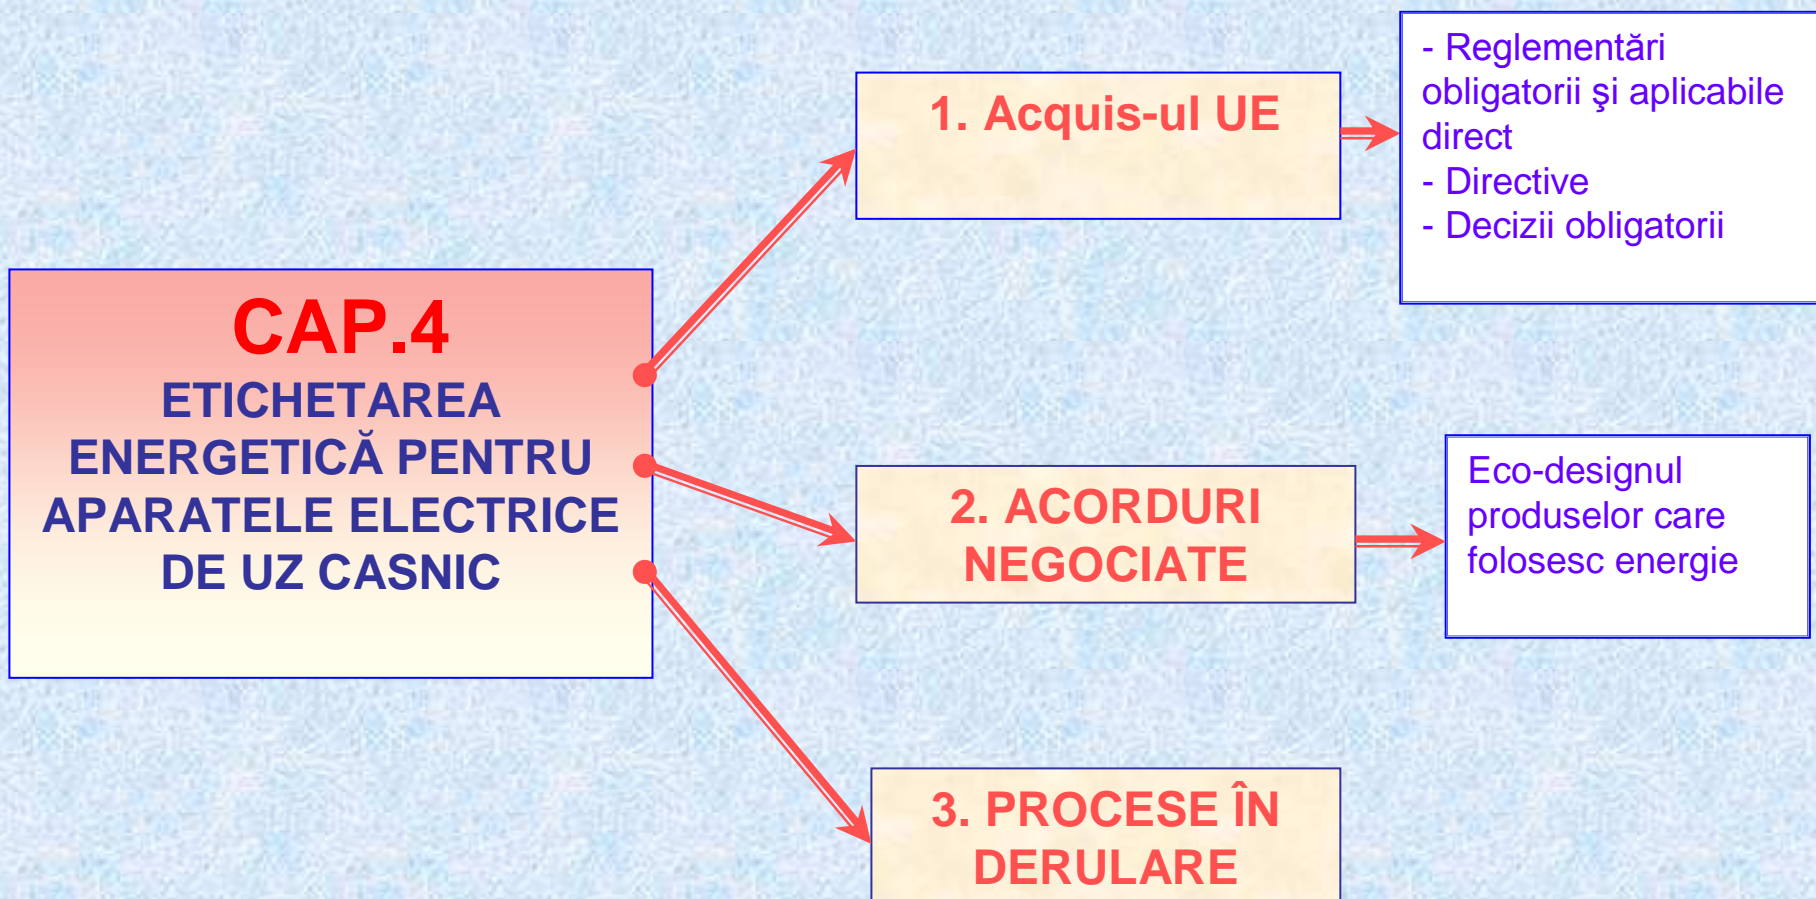 CAP.4
ETICHETAREA
ENERGETICĂ PENTRU
APARATELE ELECTRICE
DE UZ CASNIC
1. Acquis-ul UE
- Reglementări
obligatorii şi aplicabile
direct
- Directive
- Decizii obligatorii
2. ACORDURI
NEGOCIATE
Eco-designul
produselor care
folosesc energie
3. PROCESE ÎN
DERULARE